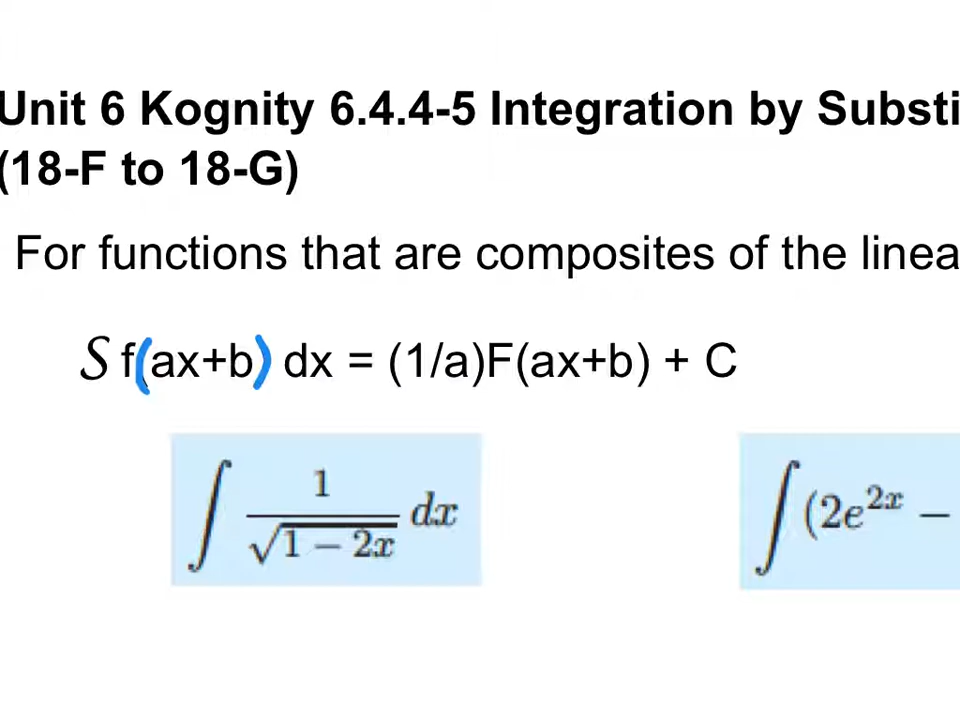 Unit 6 Kognity 6.4.4-5 Integration by Substi
(18-F to 18-G)
For functions that are composites of the linea
S f(ax+b) dx = (1/a)F(ax+b) + C
∫ 1/√(1 − 2x) dx
∫ (2e^{2x} −